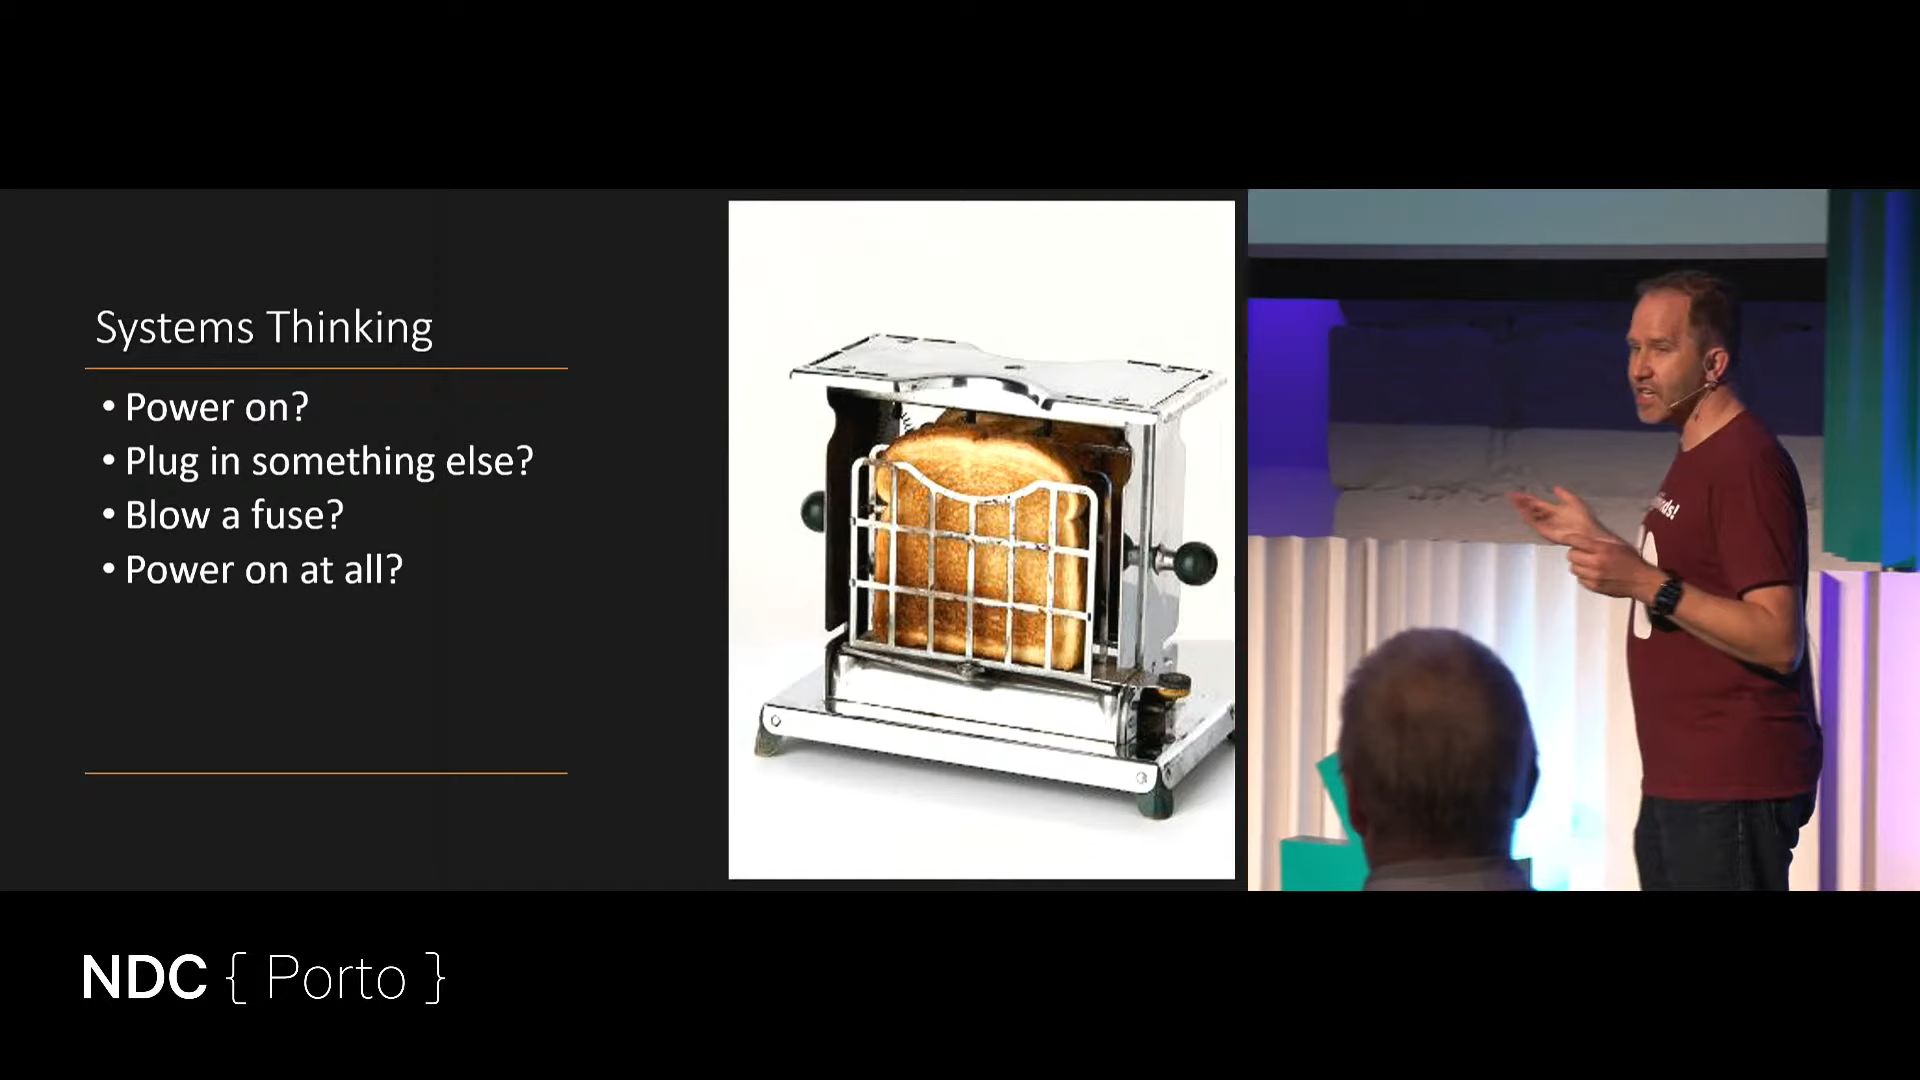 Systems Thinking
• Power on?
• Plug in something else?
• Blow a fuse?
• Power on at all?
NDC { Porto }